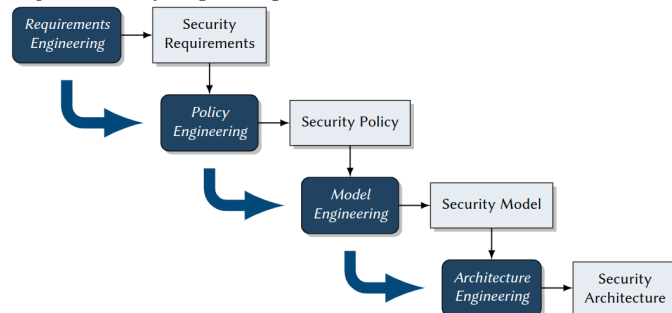 Requirements
Engineering
Security
Requirements
Policy
Engineering
Security Policy
Model
Engineering
Security Model
Architecture
Engineering
Security
Architecture